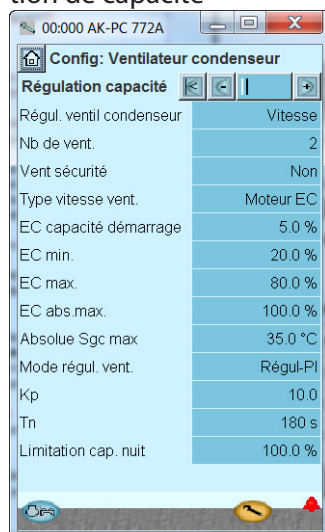 tion de capacité
00:000 AK-PC 772A
Config: Ventilateur condenseur
Régulation capacité
Régul. ventil condenseur Vitesse
Nb de vent. 2
Vent sécurité Non
Type vitesse vent. Moteur EC
EC capacité démarrage 5.0 %
EC min. 20.0 %
EC max. 80.0 %
EC abs.max. 100.0 %
Absolue Sgc max 35.0 °C
Mode régul. vent. Régul-PI
Kp 10.0
Tn 180 s
Limitation cap. nuit 100.0 %